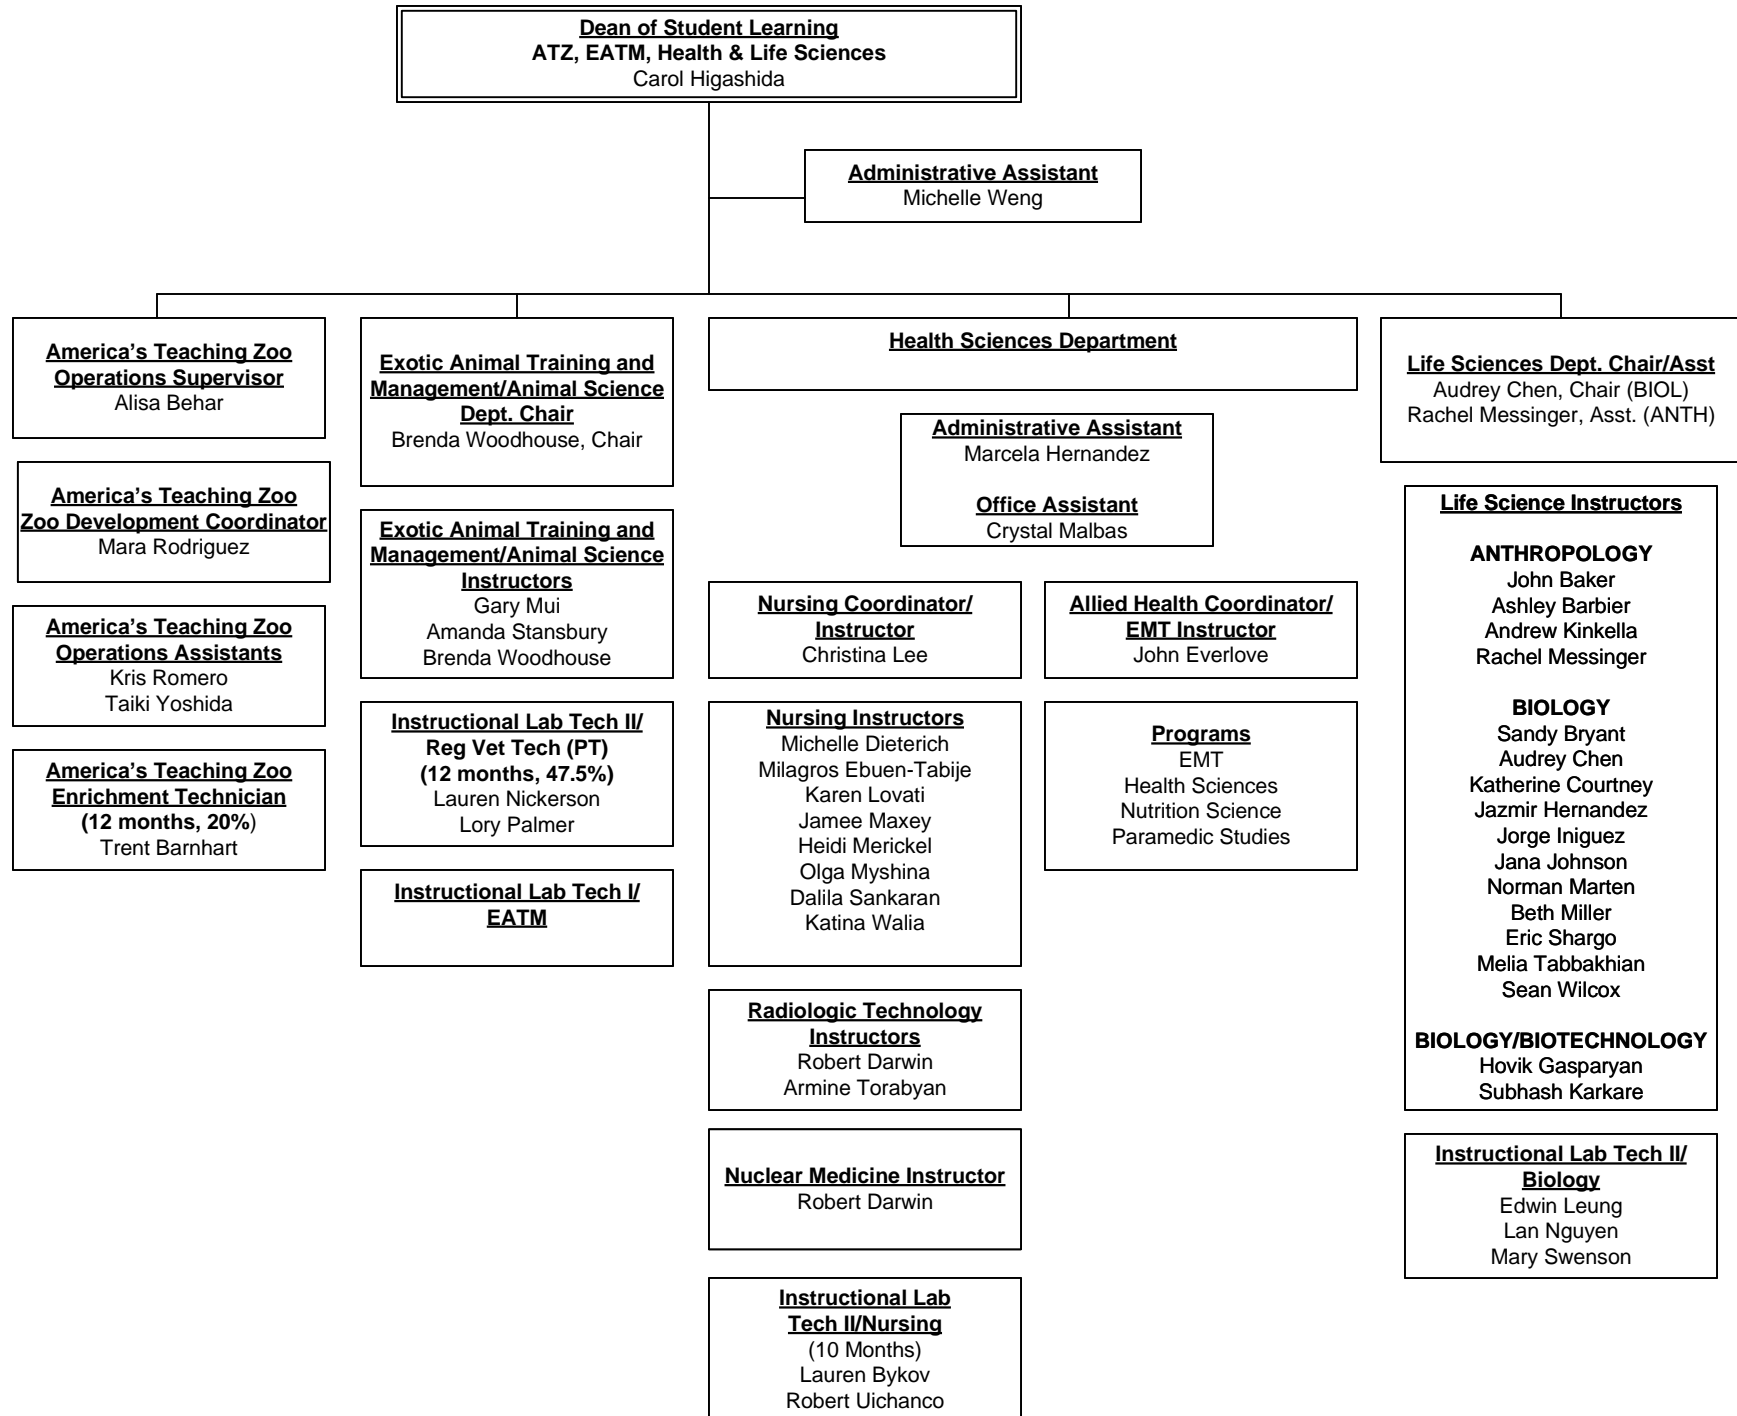 Dean of Student Learning
ATZ, EATM, Health & Life Sciences
Carol Higashida
Administrative Assistant
Michelle Weng
America's Teaching Zoo
Operations Supervisor
Alisa Behar
America's Teaching Zoo
Zoo Development Coordinator
Mara Rodriguez
America's Teaching Zoo
Operations Assistants
Kris Romero
Taiki Yoshida
America's Teaching Zoo
Enrichment Technician
(12 months, 20%)
Trent Barnhart
Exotic Animal Training and
Management/Animal Science
Dept. Chair
Brenda Woodhouse, Chair
Exotic Animal Training and
Management/Animal Science
Instructors
Gary Mui
Amanda Stansbury
Brenda Woodhouse
Instructional Lab Tech II/
Reg Vet Tech (PT)
(12 months, 47.5%)
Lauren Nickerson
Lory Palmer
Instructional Lab Tech I/
EATM
Health Sciences Department
Administrative Assistant
Marcela Hernandez
Office Assistant
Crystal Malbas
Nursing Coordinator/
Instructor
Christina Lee
Nursing Instructors
Michelle Dieterich
Milagros Ebuen-Tabije
Karen Lovati
Jamee Maxey
Heidi Merickel
Olga Myshina
Dalila Sankaran
Katina Walia
Radiologic Technology
Instructors
Robert Darwin
Armine Torabyan
Nuclear Medicine Instructor
Robert Darwin
Instructional Lab
Tech II/Nursing
(10 Months)
Lauren Bykov
Robert Uichanco
Allied Health Coordinator/
EMT Instructor
John Everlove
Programs
EMT
Health Sciences
Nutrition Science
Paramedic Studies
Life Sciences Dept. Chair/Asst
Audrey Chen, Chair (BIOL)
Rachel Messinger, Asst. (ANTH)
Life Science Instructors
ANTHROPOLOGY
John Baker
Ashley Barbier
Andrew Kinkella
Rachel Messinger
BIOLOGY
Sandy Bryant
Audrey Chen
Katherine Courtney
Jazmir Hernandez
Jorge Iniguez
Jana Johnson
Norman Marten
Beth Miller
Eric Shargo
Melia Tabbakhian
Sean Wilcox
BIOLOGY/BIOTECHNOLOGY
Hovik Gasparyan
Subhash Karkare
Instructional Lab Tech II/
Biology
Edwin Leung
Lan Nguyen
Mary Swenson